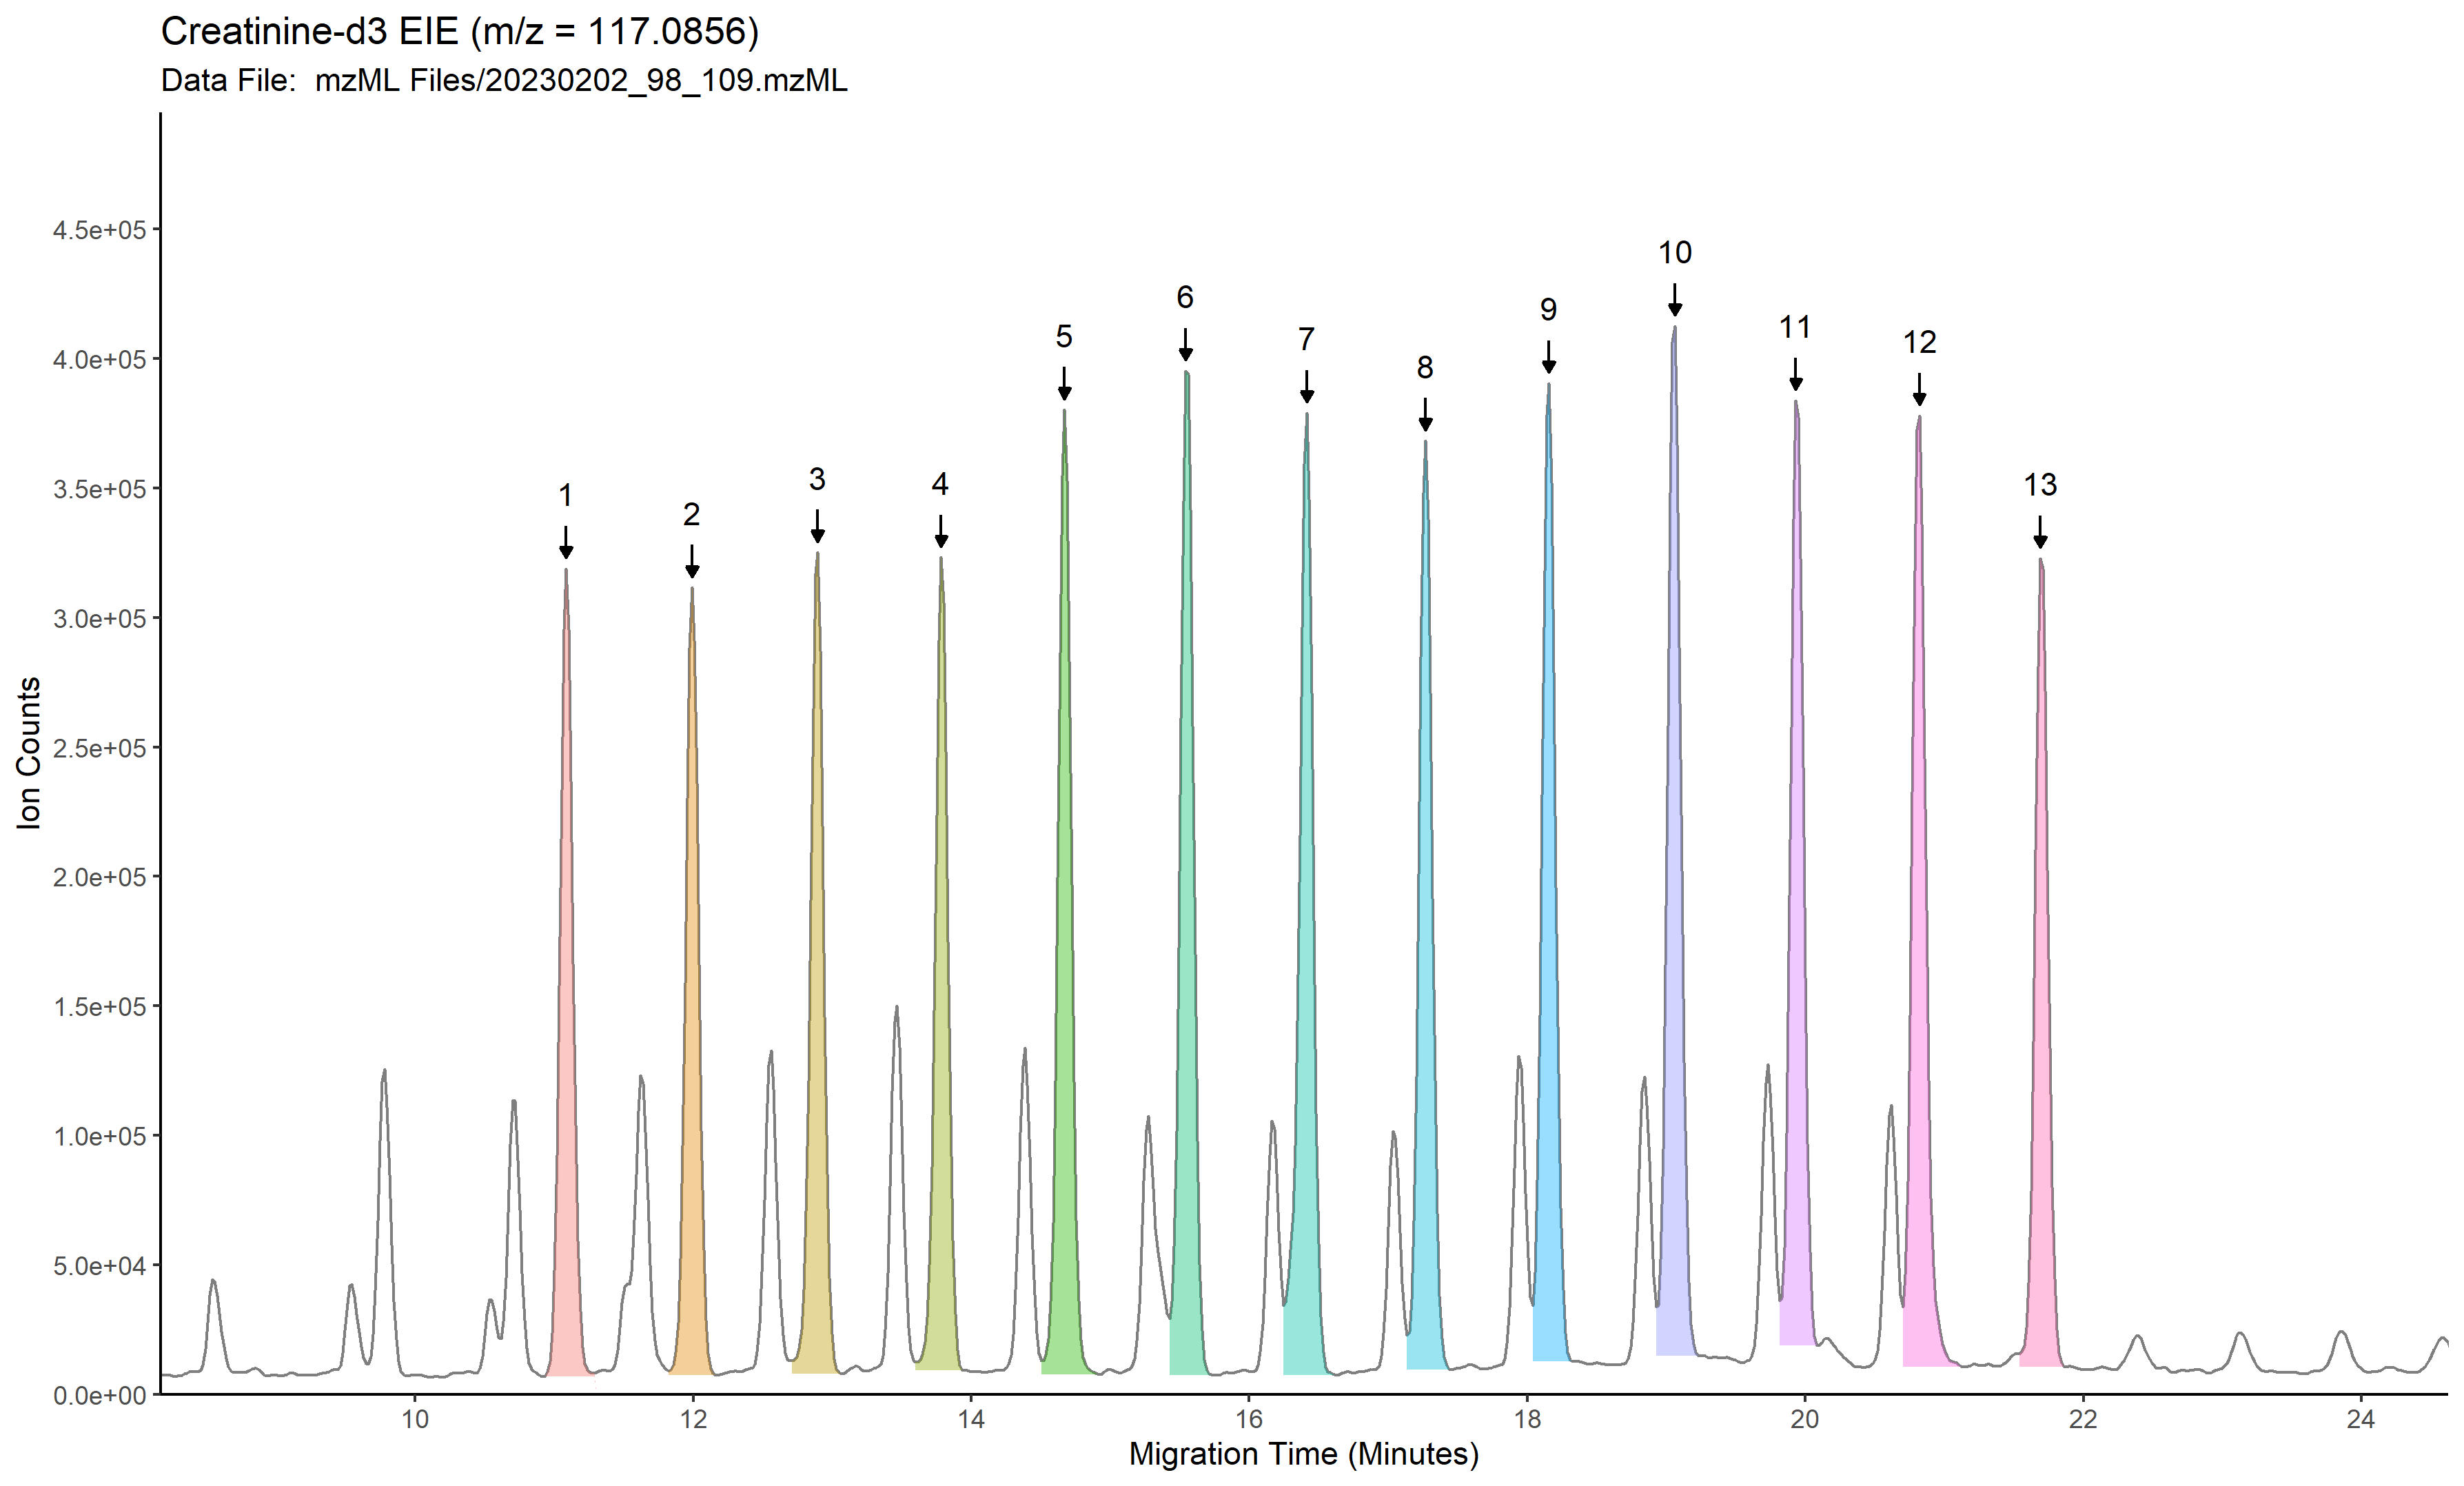 Creatinine-d3 EIE (m/z = 117.0856)
Data File:  mzML Files/20230202_98_109.mzML
4.5e+05
4.0e+05
3.5e+05
3.0e+05
2.5e+05
2.0e+05
1.5e+05
1.0e+05
5.0e+04
0.0e+00
Ion Counts
1
2
3
4
5
6
7
8
9
10
11
12
13
10 12 14 16 18 20 22 24
Migration Time (Minutes)